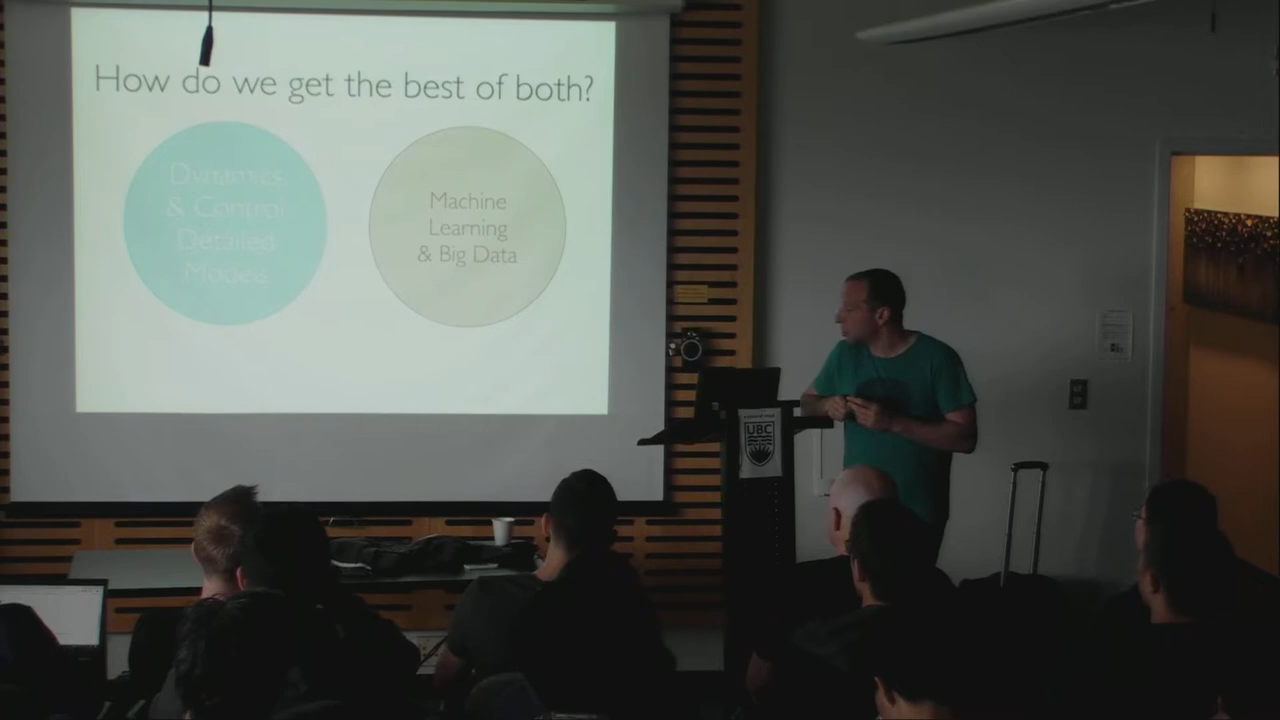 How do we get the best of both?
Dynamics
& Control
Detailed
Models
Machine
Learning
& Big Data
UBC